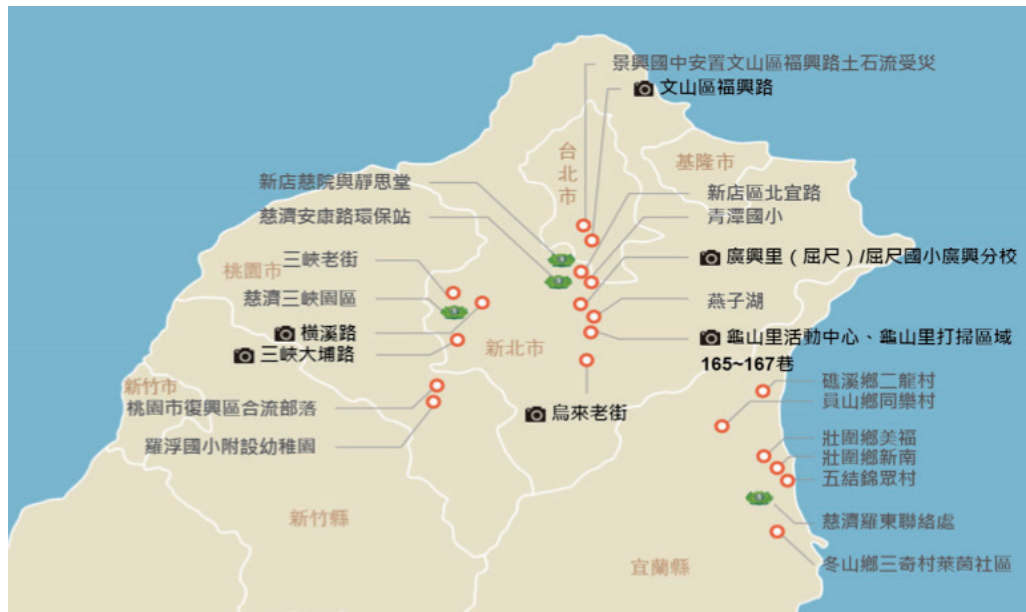 景興國中安置文山區福興路土石流受災
文山區福興路
台北市
基隆市
新店慈院與靜思堂
新店區北宜路
慈濟安康路環保站
青潭國小
三峽老街
廣興里（屈尺）/屈尺國小廣興分校
桃園市
慈濟三峽園區
燕子湖
橫溪路
龜山里活動中心、龜山里打掃區域
165~167巷
三峽大埔路
新北市
新竹市
礁溪鄉二龍村
桃園市復興區合流部落
員山鄉同樂村
烏來老街
羅浮國小附設幼稚園
壯圍鄉美福
壯圍鄉新南
五結錦眾村
新竹縣
慈濟羅東聯絡處
宜蘭縣
冬山鄉三奇村萊茵社區